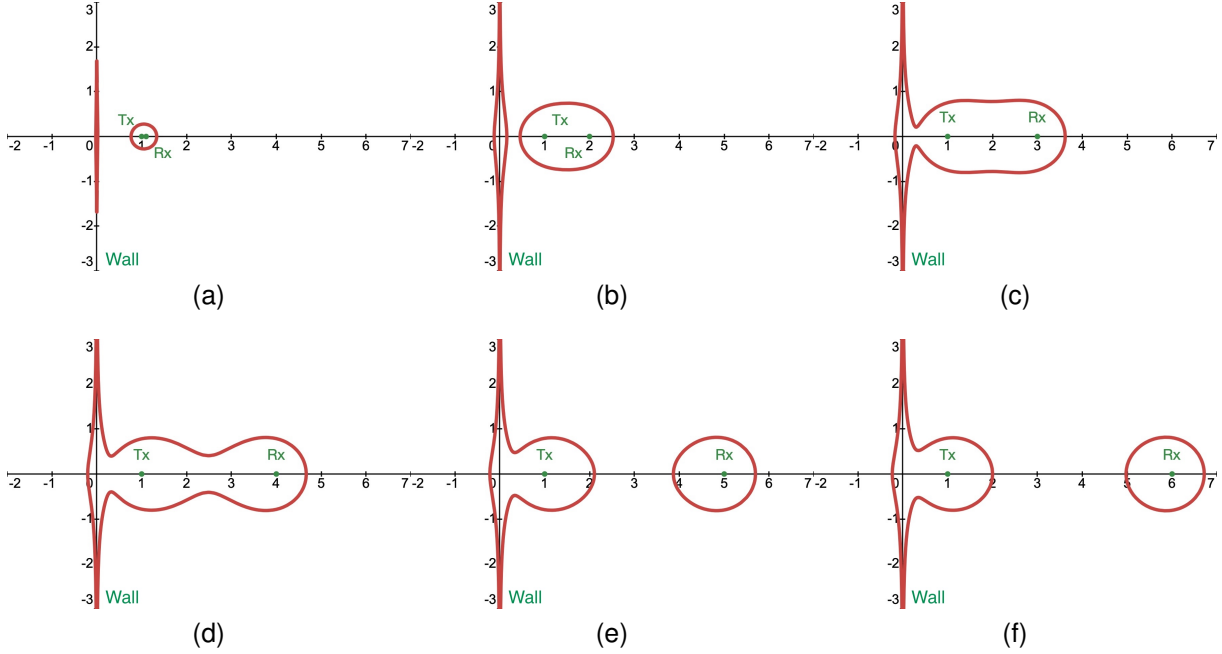 3 3 3
2 2 2
1 Tx 1 Tx 1 Tx Rx
-2 -1 0 1 2 3 4 5 6 7 -2 -1 0 1 2 3 4 5 6 7 -2 -1 0 1 2 3 4 5 6 7
Rx Rx
-1 -1 -1
-2 -2 -2
-3 Wall -3 Wall -3 Wall
(a) (b) (c)
3 3 3
2 2 2
1 Tx Rx 1 Tx Rx 1 Tx Rx
-2 -1 0 1 2 3 4 5 6 7 -2 -1 0 1 2 3 4 5 6 7 -2 -1 0 1 2 3 4 5 6 7
-1 -1 -1
-2 -2 -2
-3 Wall -3 Wall -3 Wall
(d) (e) (f)